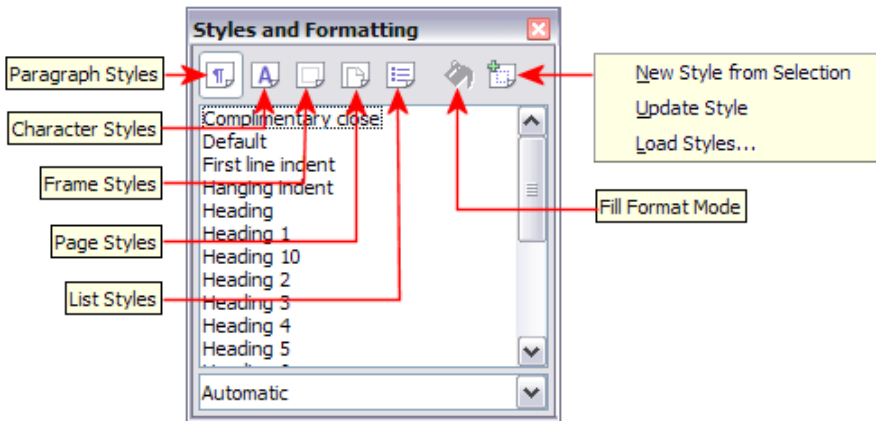 Styles and Formatting
Paragraph Styles
Character Styles
Frame Styles
Page Styles
List Styles
Complimentary close
Default
First line indent
Hanging indent
Heading
Heading 1
Heading 10
Heading 2
Heading 3
Heading 4
Heading 5
Automatic
New Style from Selection
Update Style
Load Styles...
Fill Format Mode